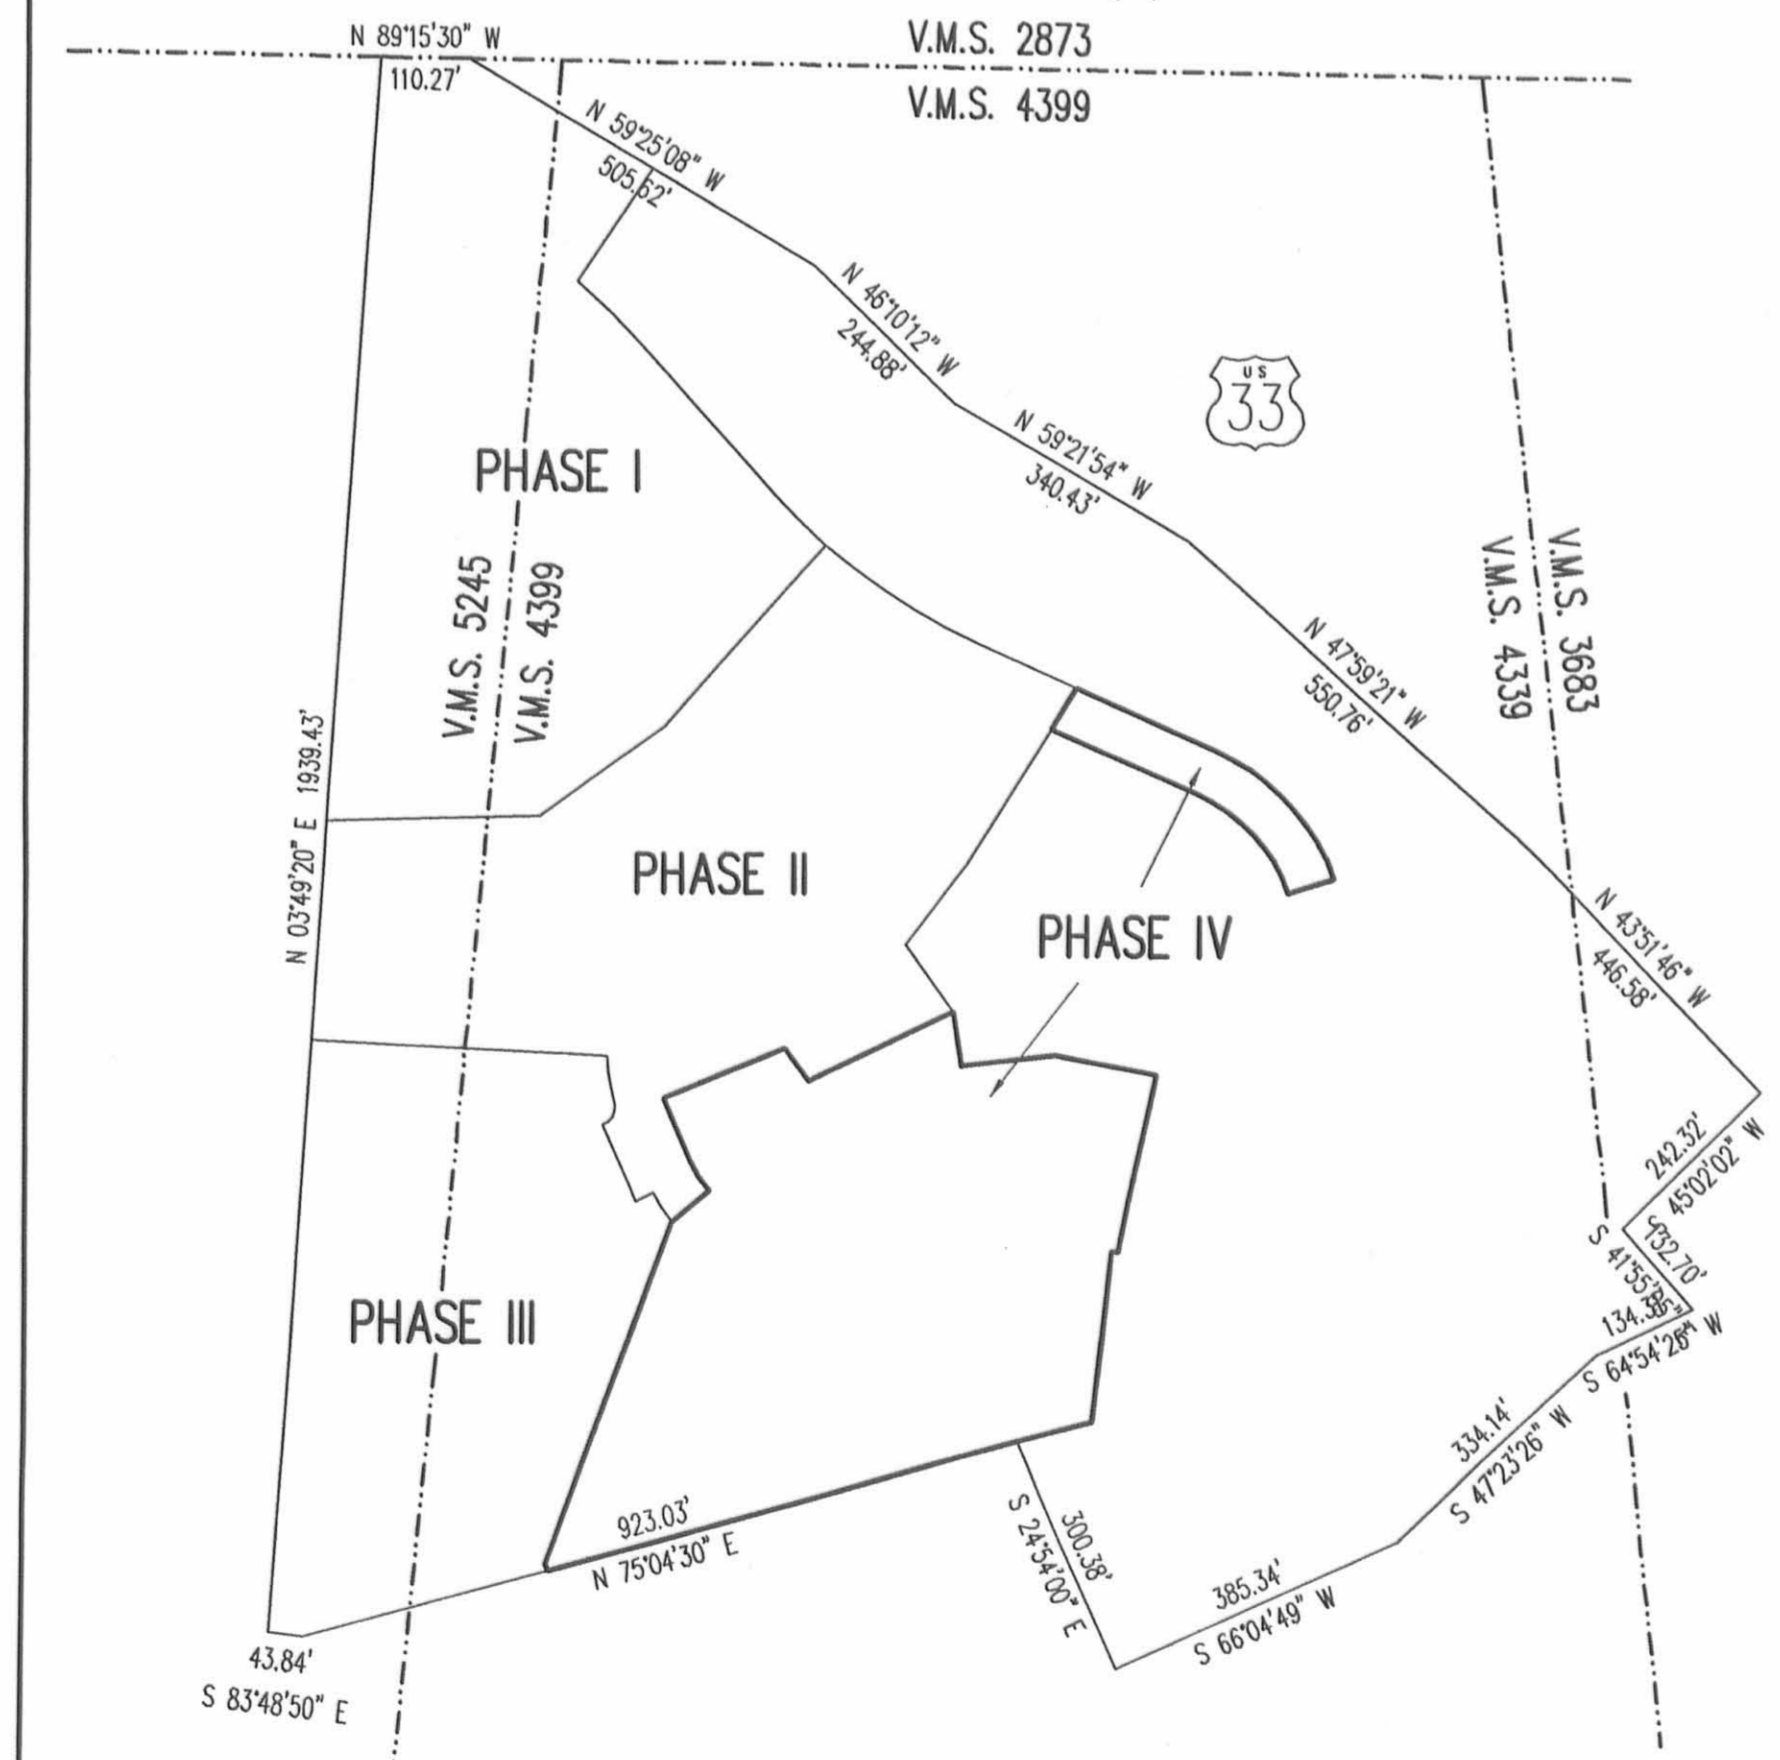 N 89°15'30" W
110.27'
V.M.S. 2873
V.M.S. 4399
N 59°25'08" W
505.62'
N 46°10'12" W
244.88'
US
33
N 59°21'54" W
340.43'
PHASE I
V.M.S. 5245
V.M.S. 4399
V.M.S. 4339
V.M.S. 3683
N 47°59'21" W
550.76'
N 03°49'20" E 1939.43'
PHASE II
PHASE IV
N 43°51'46" W
446.58'
242.32'
S 45°02'02" W
132.70'
S 41°55'
134.
S 64°54'26" W
PHASE III
334.14'
S 47°23'26" W
923.03'
N 75°04'30" E
300.38'
S 24°54'00" E
385.34'
S 66°04'49" W
43.84'
S 83°48'50" E